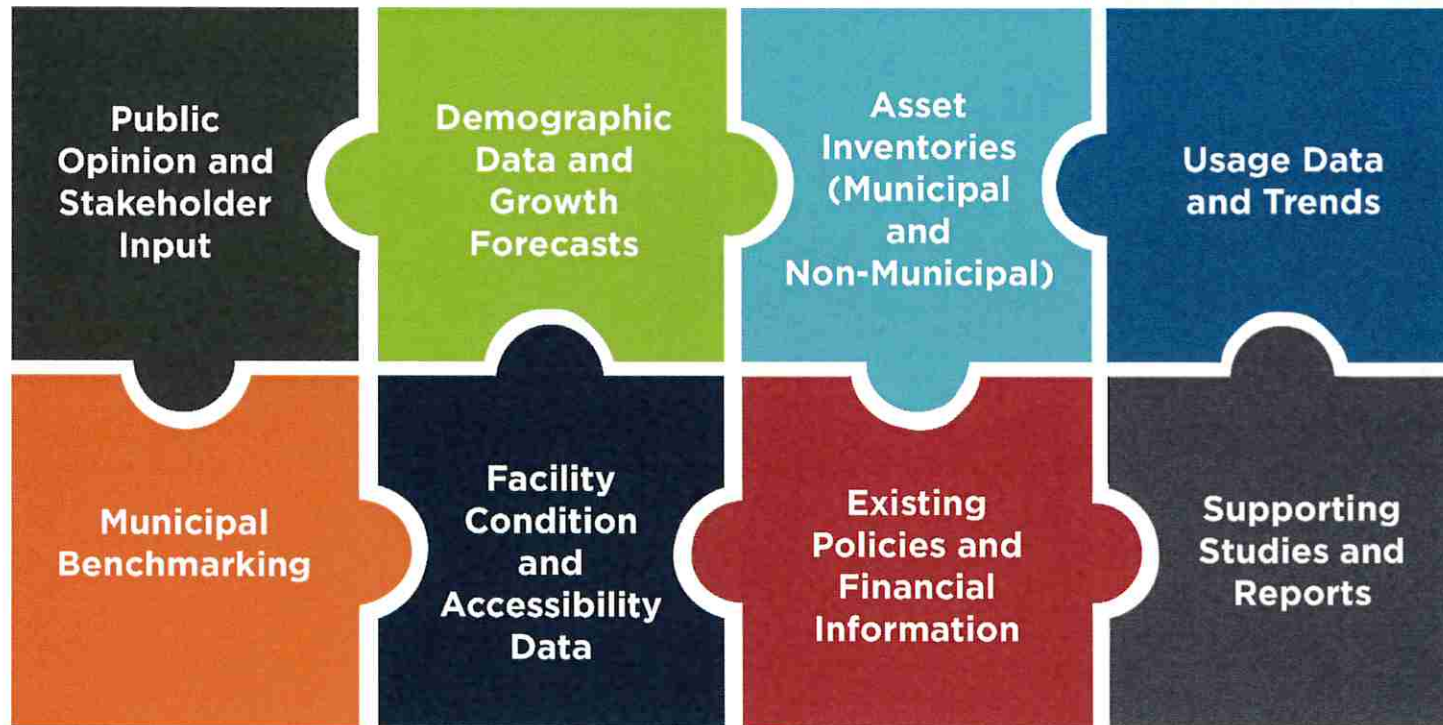 Public
Opinion and
Stakeholder
Input
Demographic
Data and
Growth
Forecasts
Asset
Inventories
(Municipal
and
Non-Municipal)
Usage Data
and Trends
Municipal
Benchmarking
Facility
Condition
and
Accessibility
Data
Existing
Policies and
Financial
Information
Supporting
Studies and
Reports